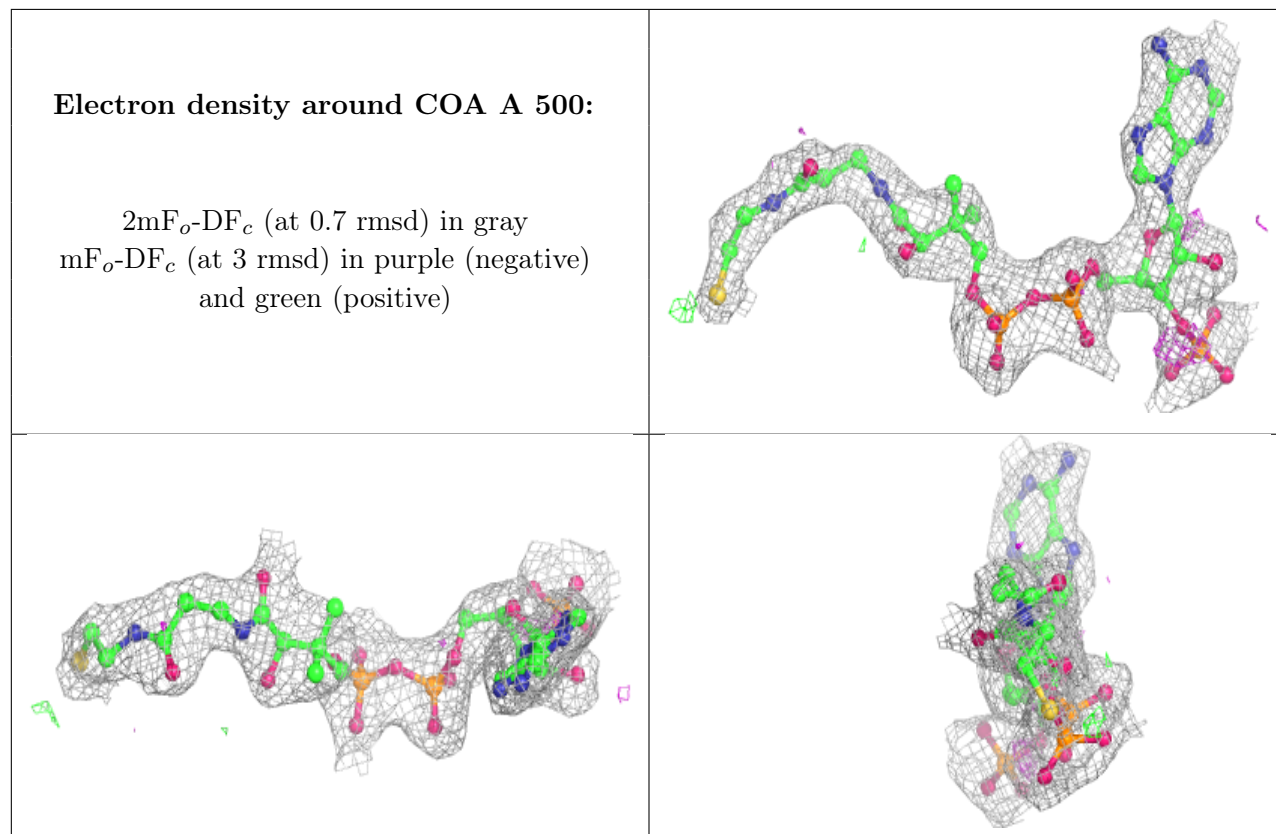 Electron density around COA A 500:
2mFo-DFc (at 0.7 rmsd) in gray
mFo-DFc (at 3 rmsd) in purple (negative)
and green (positive)